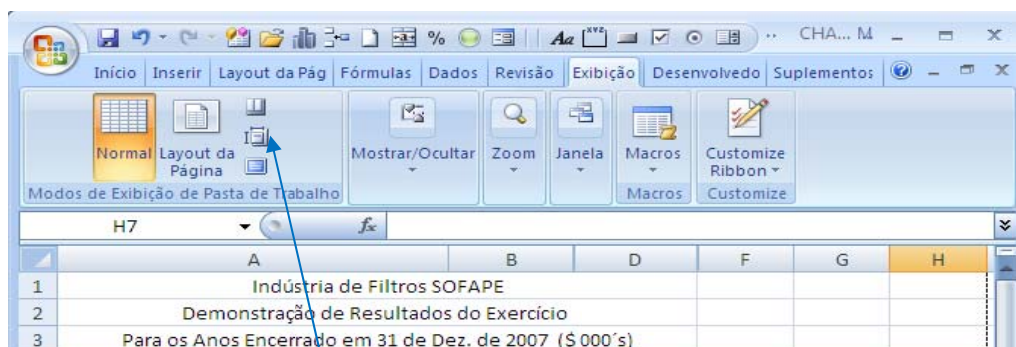 % Aa XYZ CHA... M
Início Inserir Layout da Pág Fórmulas Dados Revisão Exibição Desenvolvedo Suplementos
Normal Layout da Página Mostrar/Ocultar Zoom Janela Macros Customize Ribbon
Modos de Exibição de Pasta de Trabalho Macros Customize
H7 fx
A B D F G H
1 Indústria de Filtros SOFAPE
2 Demonstração de Resultados do Exercício
3 Para os Anos Encerrado em 31 de Dez. de 2007 ($ 000´s)